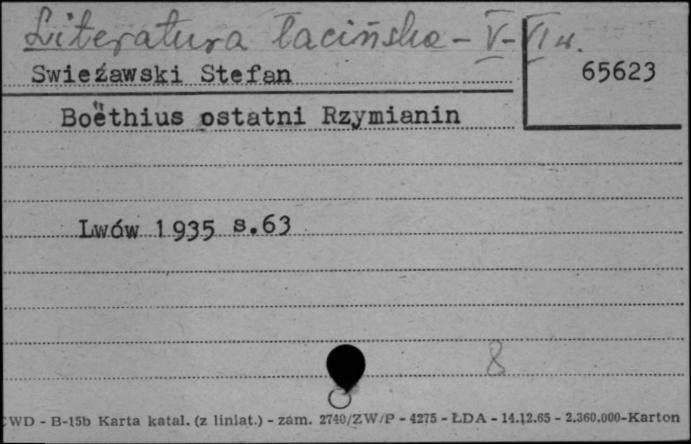 Literatura łacińska - V-VI w.
Swieżawski Stefan
65623
Boëthius ostatni Rzymianin
Lwów 1935 s.63
8
CWD - B-15b Karta katal. (z liniat.) - zam. 2740/ZW/P - 4275 - ŁDA - 14.12.65 - 2.360.000-Karton